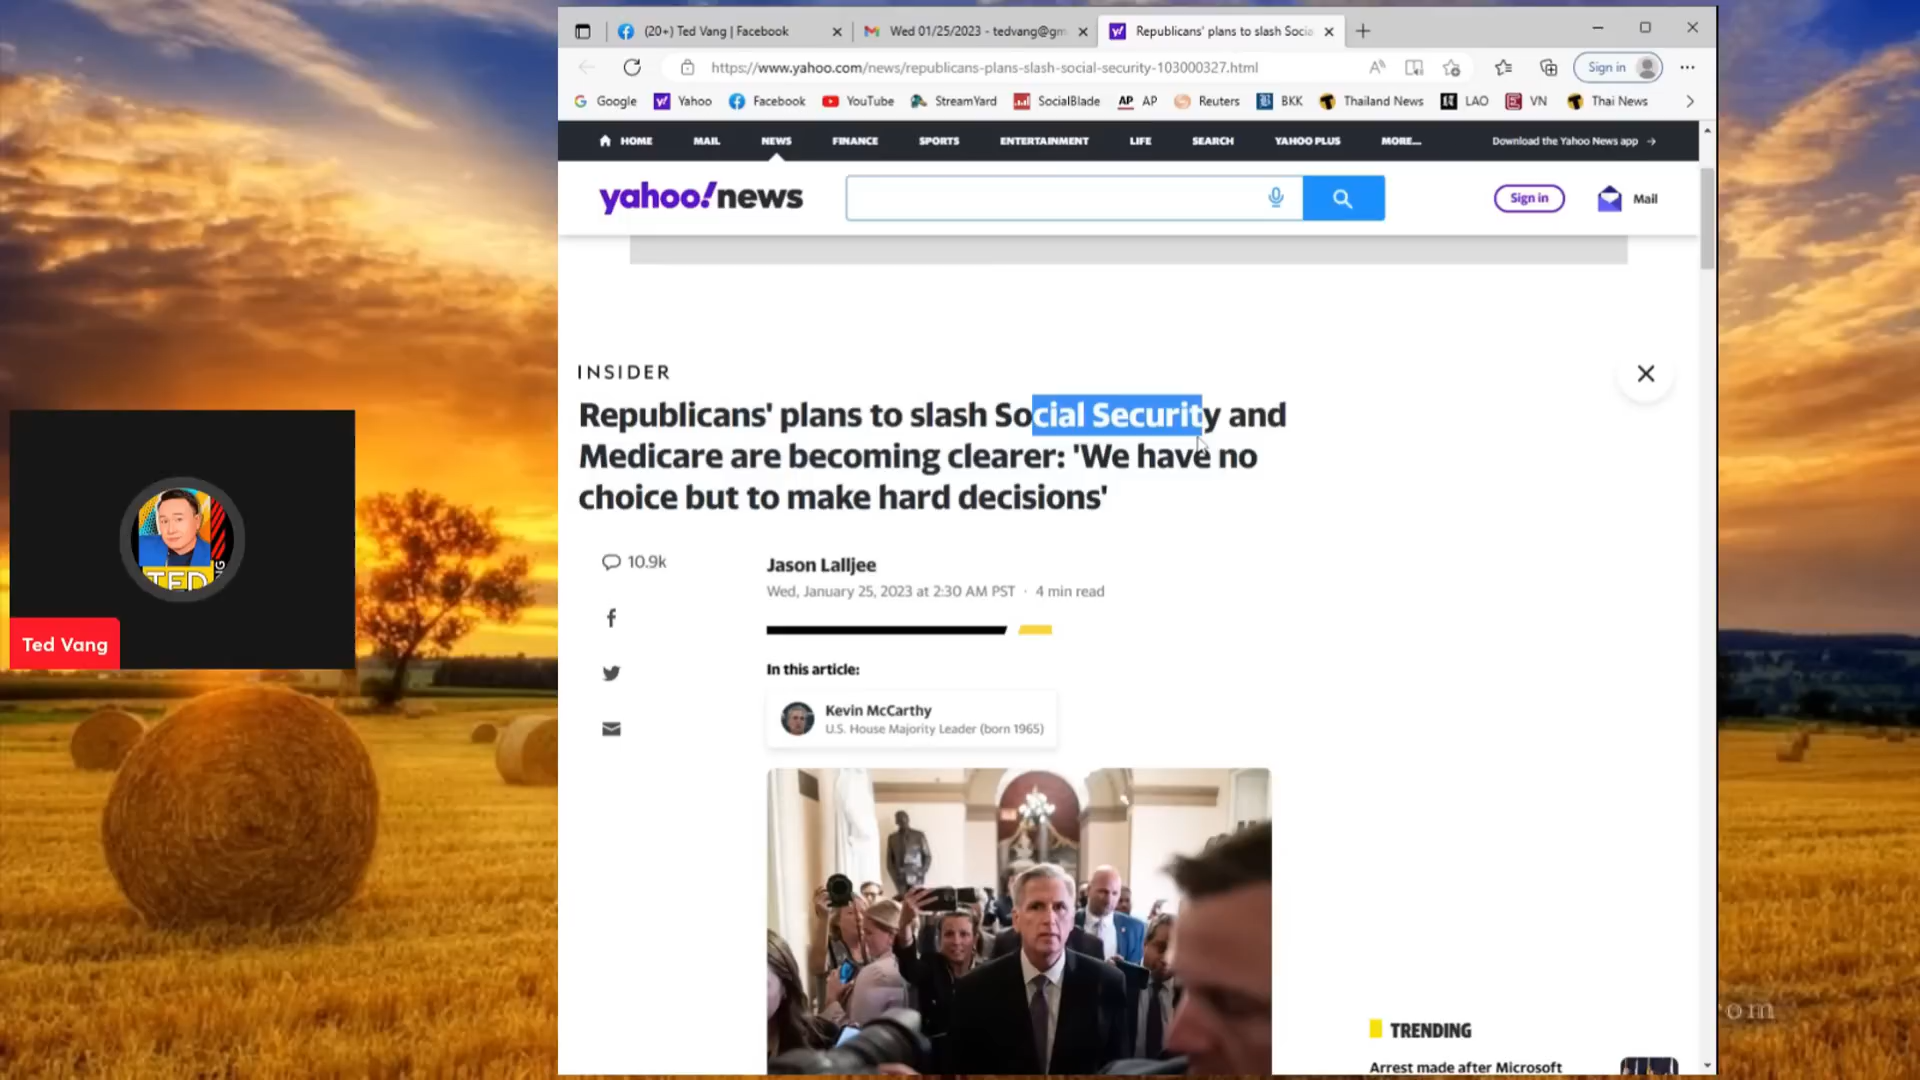 (20+) Ted Vang | Facebook
Wed 01/25/2023 - tedvang@gm
Republicans' plans to slash Socia
https://www.yahoo.com/news/republicans-plans-slash-social-security-103000327.html
Sign in
Google
Yahoo
Facebook
YouTube
StreamYard
SocialBlade
AP AP
Reuters
BKK
Thailand News
LAO
VN
Thai News
HOME
MAIL
NEWS
FINANCE
SPORTS
ENTERTAINMENT
LIFE
SEARCH
YAHOO PLUS
MORE...
Download the Yahoo News app →
yahoo!news
Sign in
Mail
INSIDER
Republicans' plans to slash Social Security and
Medicare are becoming clearer: 'We have no
choice but to make hard decisions'
10.9k
Jason Lalljee
Wed, January 25, 2023 at 2:30 AM PST · 4 min read
In this article:
Kevin McCarthy
U.S. House Majority Leader (born 1965)
TED
Ted Vang
om
TRENDING
Arrest made after Microsoft